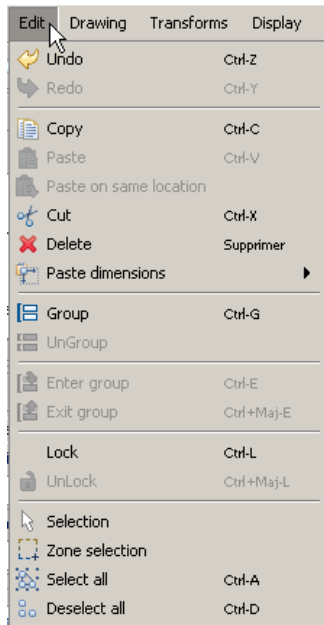 Edit Drawing Transforms Display
Undo Ctrl-Z
Redo Ctrl-Y
Copy Ctrl-C
Paste Ctrl-V
Paste on same location
Cut Ctrl-X
Delete Supprimer
Paste dimensions
Group Ctrl-G
UnGroup
Enter group Ctrl-E
Exit group Ctrl+Maj-E
Lock Ctrl-L
UnLock Ctrl+Maj-L
Selection
Zone selection
Select all Ctrl-A
Deselect all Ctrl-D